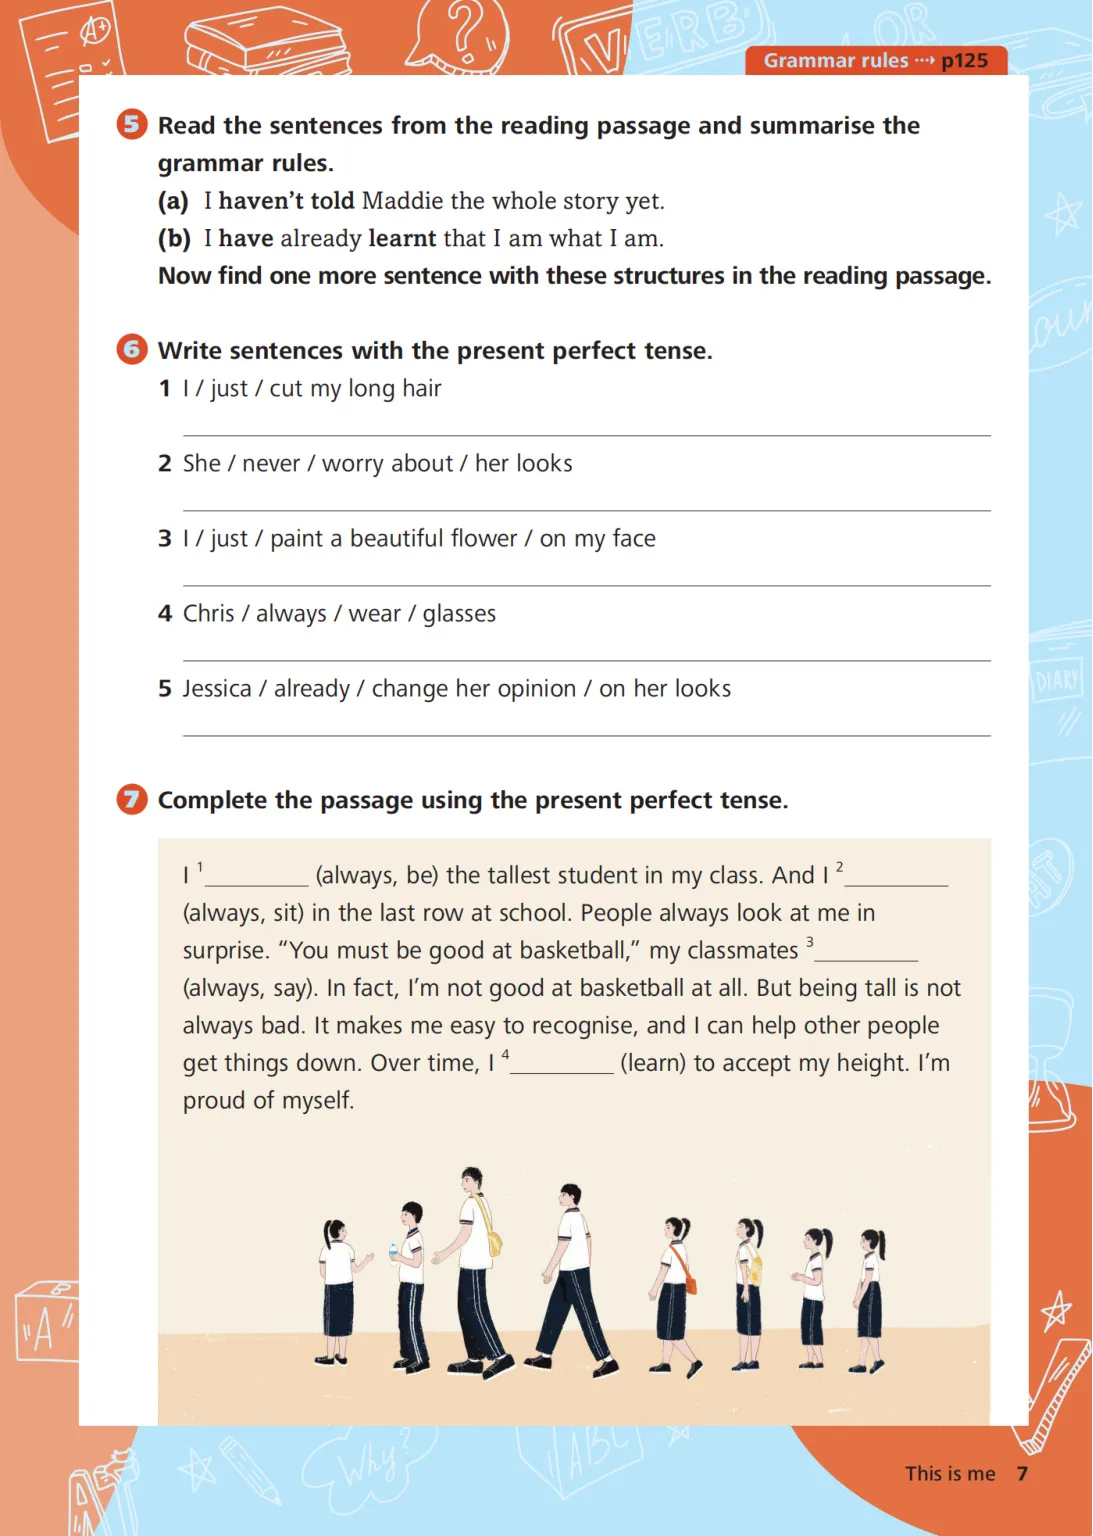 A+
?
VERB
OR
Grammar rules ···› p125
5 Read the sentences from the reading passage and summarise the
grammar rules.
(a) I haven't told Maddie the whole story yet.
(b) I have already learnt that I am what I am.
Now find one more sentence with these structures in the reading passage.
6 Write sentences with the present perfect tense.
1 I / just / cut my long hair
2 She / never / worry about / her looks
3 I / just / paint a beautiful flower / on my face
4 Chris / always / wear / glasses
5 Jessica / already / change her opinion / on her looks
DIARY
7 Complete the passage using the present perfect tense.
I 1__________ (always, be) the tallest student in my class. And I 2__________
(always, sit) in the last row at school. People always look at me in
surprise. “You must be good at basketball,” my classmates 3__________
(always, say). In fact, I'm not good at basketball at all. But being tall is not
always bad. It makes me easy to recognise, and I can help other people
get things down. Over time, I 4__________ (learn) to accept my height. I'm
proud of myself.
B
A
Why?
ABC
This is me 7